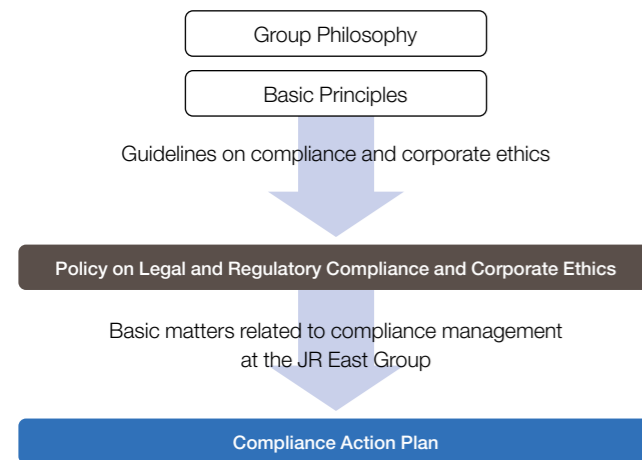 Group Philosophy
Basic Principles
Guidelines on compliance and corporate ethics
Policy on Legal and Regulatory Compliance and Corporate Ethics
Basic matters related to compliance management
at the JR East Group
Compliance Action Plan